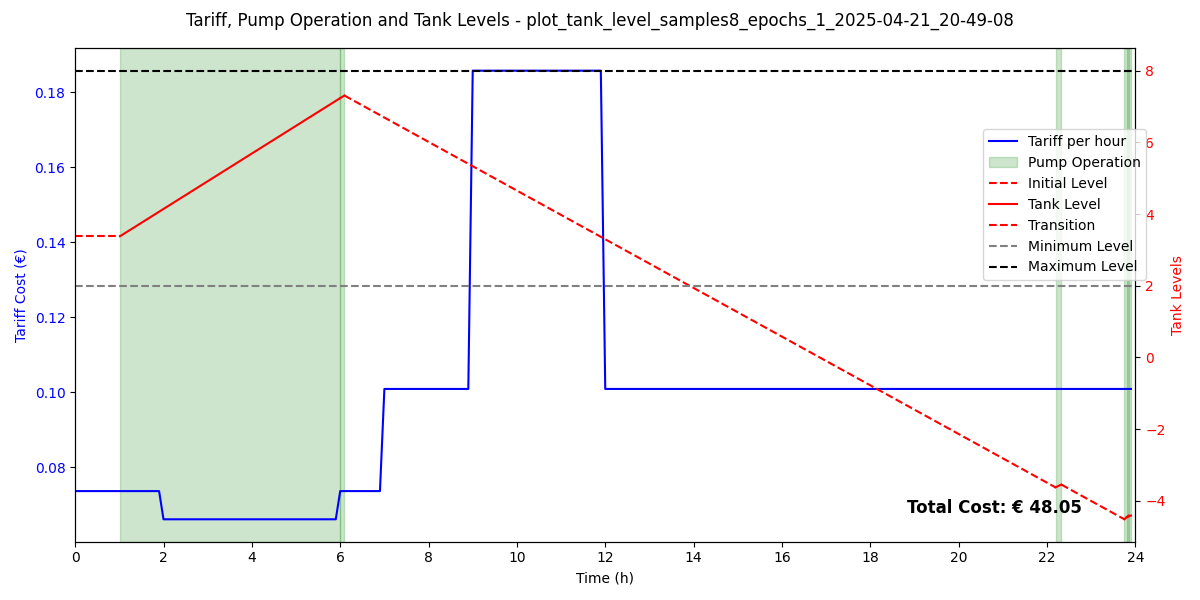 Tariff, Pump Operation and Tank Levels - plot_tank_level_samples8_epochs_1_2025-04-21_20-49-08
Tariff Cost (€)
0.18
0.16
0.14
0.12
0.10
0.08
8
6
4
2
0
−2
−4
Tank Levels
Tariff per hour
Pump Operation
Initial Level
Tank Level
Transition
Minimum Level
Maximum Level
Total Cost: € 48.05
0 2 4 6 8 10 12 14 16 18 20 22 24
Time (h)